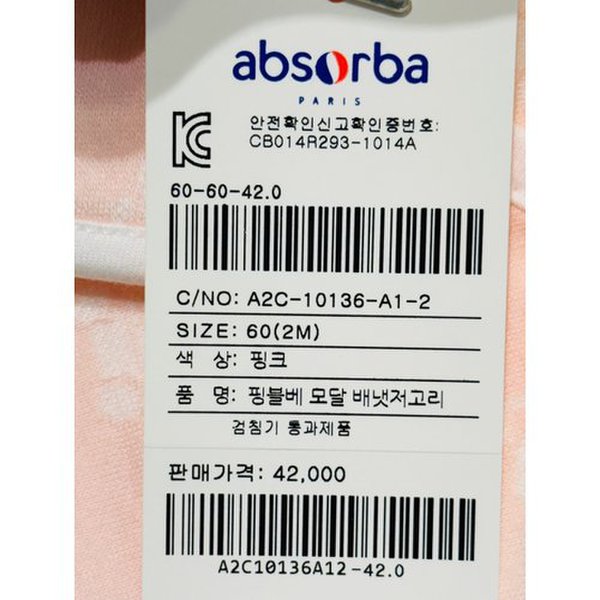 absorba
PARIS
안전확인신고확인증번호:
CB014R293-1014A
60-60-42.0
C/NO: A2C-10136-A1-2
SIZE: 60(2M)
색 상: 핑크
품 명: 핑블베 모달 배냇저고리
검침기 통과제품
판매가격: 42,000
A2C10136A12-42.0